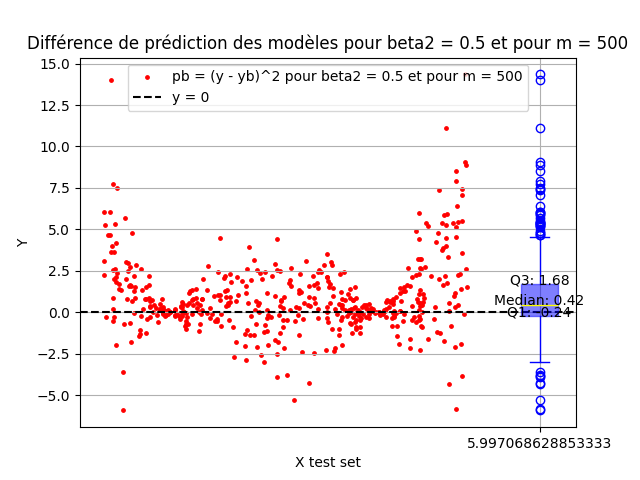 Différence de prédiction des modèles pour beta2 = 0.5 et pour m = 500
pb = (y - yb)^2 pour beta2 = 0.5 et pour m = 500
y = 0
Y
15.0
12.5
10.0
7.5
5.0
2.5
0.0
−2.5
−5.0
Q3: 1.68
Median: 0.42
Q1: -0.24
5.997068628853333
X test set